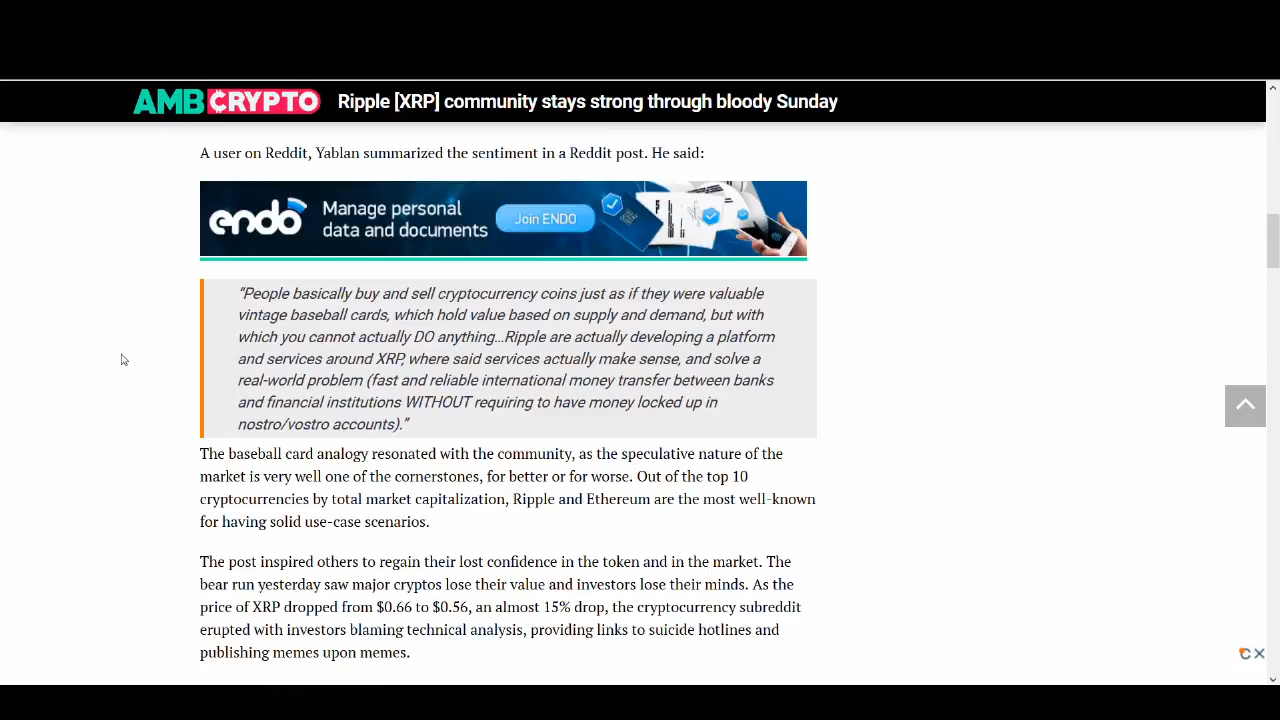 AMBCRYPTO Ripple [XRP] community stays strong through bloody Sunday
A user on Reddit, Yablan summarized the sentiment in a Reddit post. He said:
endo Manage personal data and documents Join ENDO
“People basically buy and sell cryptocurrency coins just as if they were valuable
vintage baseball cards, which hold value based on supply and demand, but with
which you cannot actually DO anything…Ripple are actually developing a platform
and services around XRP, where said services actually make sense, and solve a
real-world problem (fast and reliable international money transfer between banks
and financial institutions WITHOUT requiring to have money locked up in
nostro/vostro accounts).”
The baseball card analogy resonated with the community, as the speculative nature of the
market is very well one of the cornerstones, for better or for worse. Out of the top 10
cryptocurrencies by total market capitalization, Ripple and Ethereum are the most well-known
for having solid use-case scenarios.
The post inspired others to regain their lost confidence in the token and in the market. The
bear run yesterday saw major cryptos lose their value and investors lose their minds. As the
price of XRP dropped from $0.66 to $0.56, an almost 15% drop, the cryptocurrency subreddit
erupted with investors blaming technical analysis, providing links to suicide hotlines and
publishing memes upon memes.